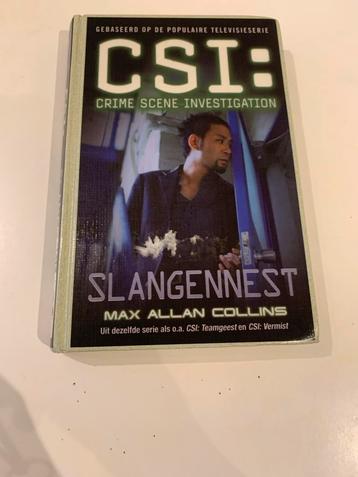 GEBASEERD OP DE POPULAIRE TELEVISIESERIE
CSI:
CRIME SCENE INVESTIGATION
SLANGENNEST
MAX ALLAN COLLINS
Uit dezelfde serie als o.a. CSI: Teamgeest en CSI: Vermist